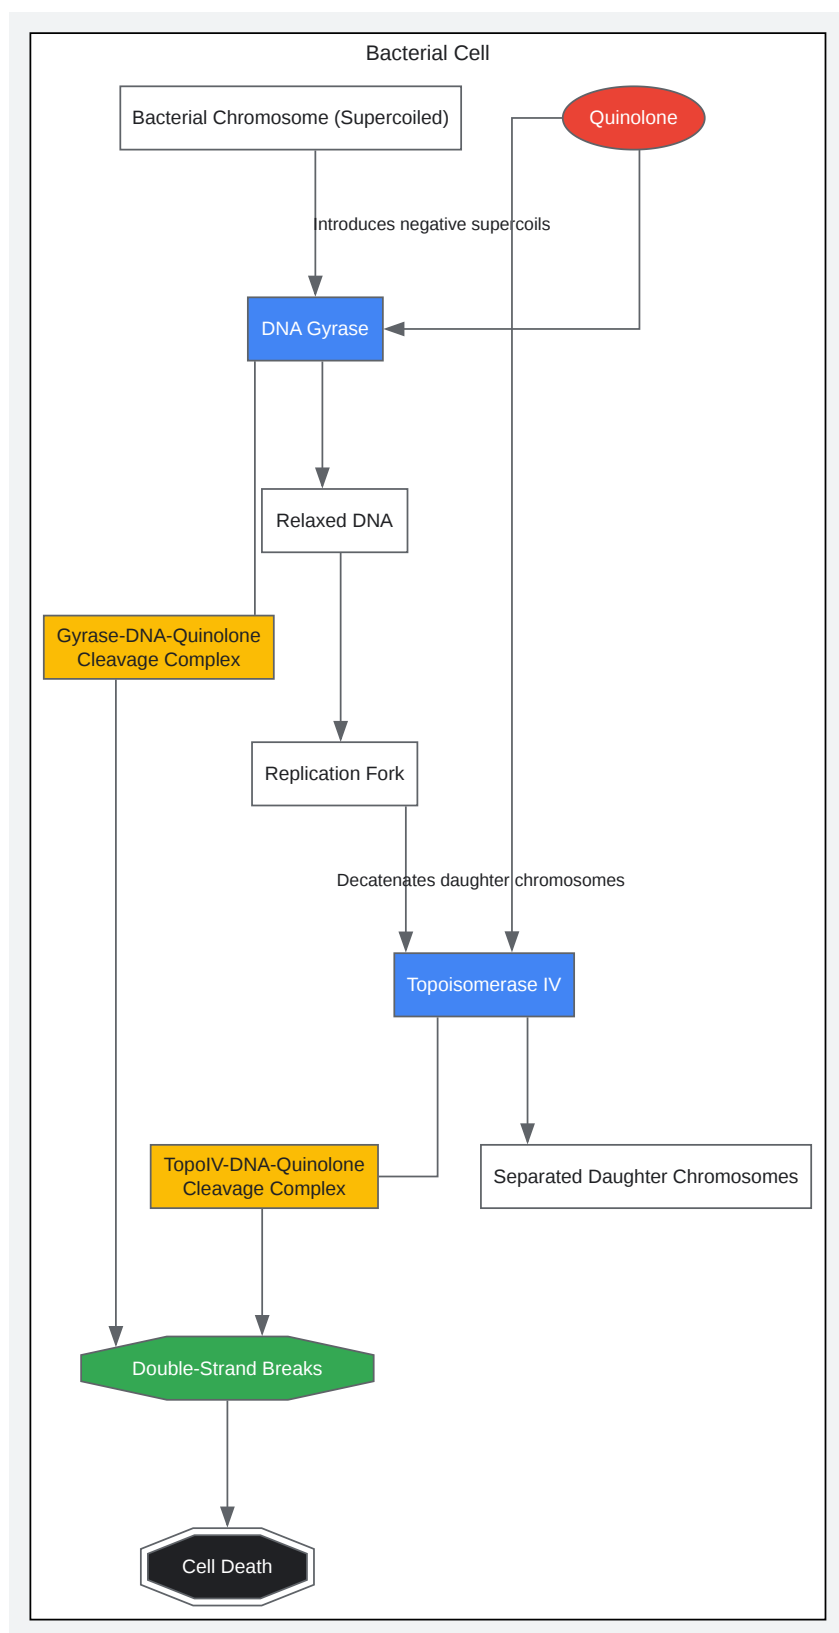 Bacterial Cell
Bacterial Chromosome (Supercoiled)
Quinolone
Introduces negative supercoils
DNA Gyrase
Relaxed DNA
Gyrase-DNA-Quinolone
Cleavage Complex
Replication Fork
Decatenates daughter chromosomes
Topoisomerase IV
TopoIV-DNA-Quinolone
Cleavage Complex
Separated Daughter Chromosomes
Double-Strand Breaks
Cell Death